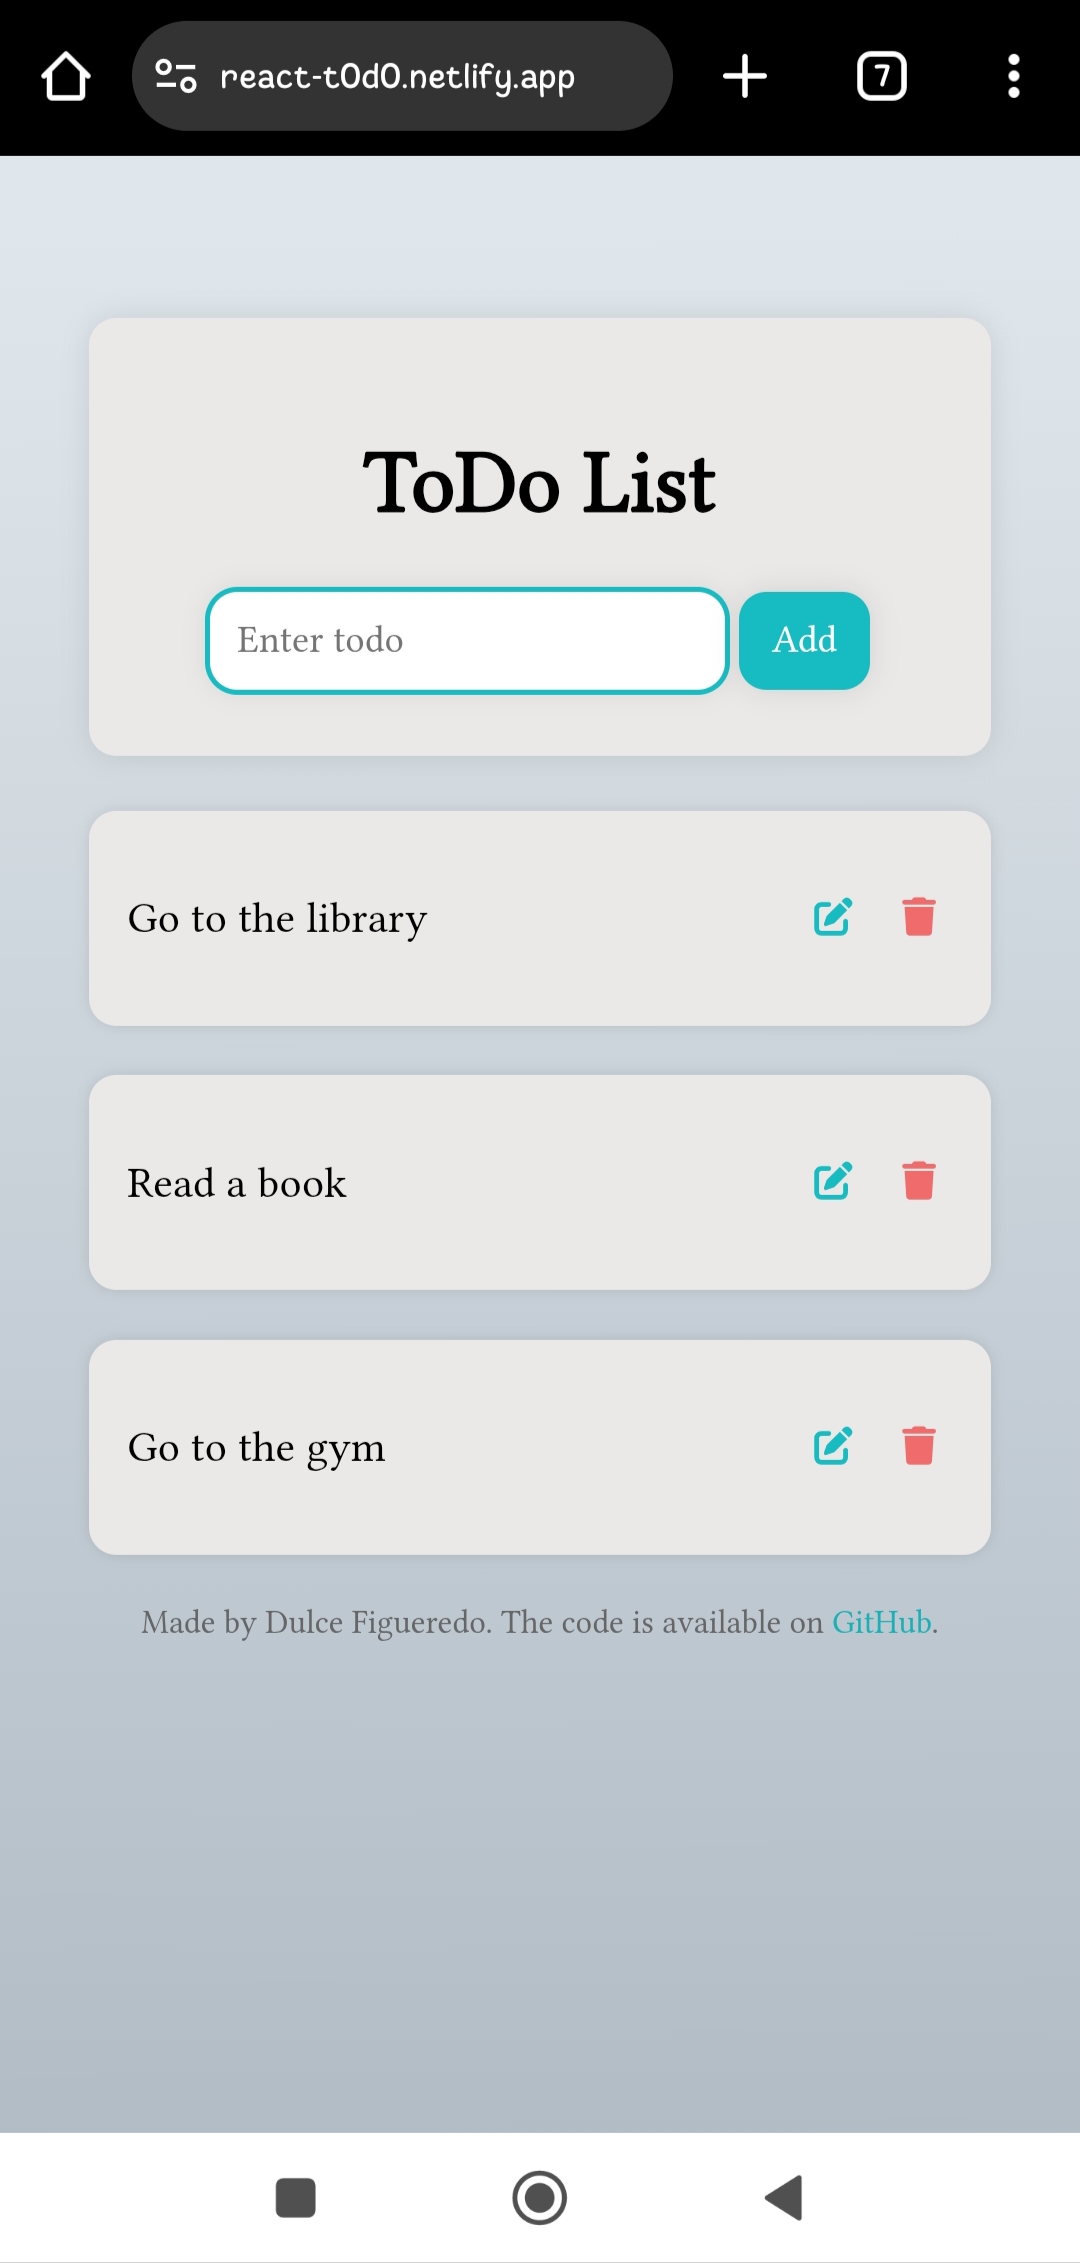 react-t0d0.netlify.app
7
ToDo List
Enter todo
Add
Go to the library
Read a book
Go to the gym
Made by Dulce Figueredo. The code is available on GitHub.